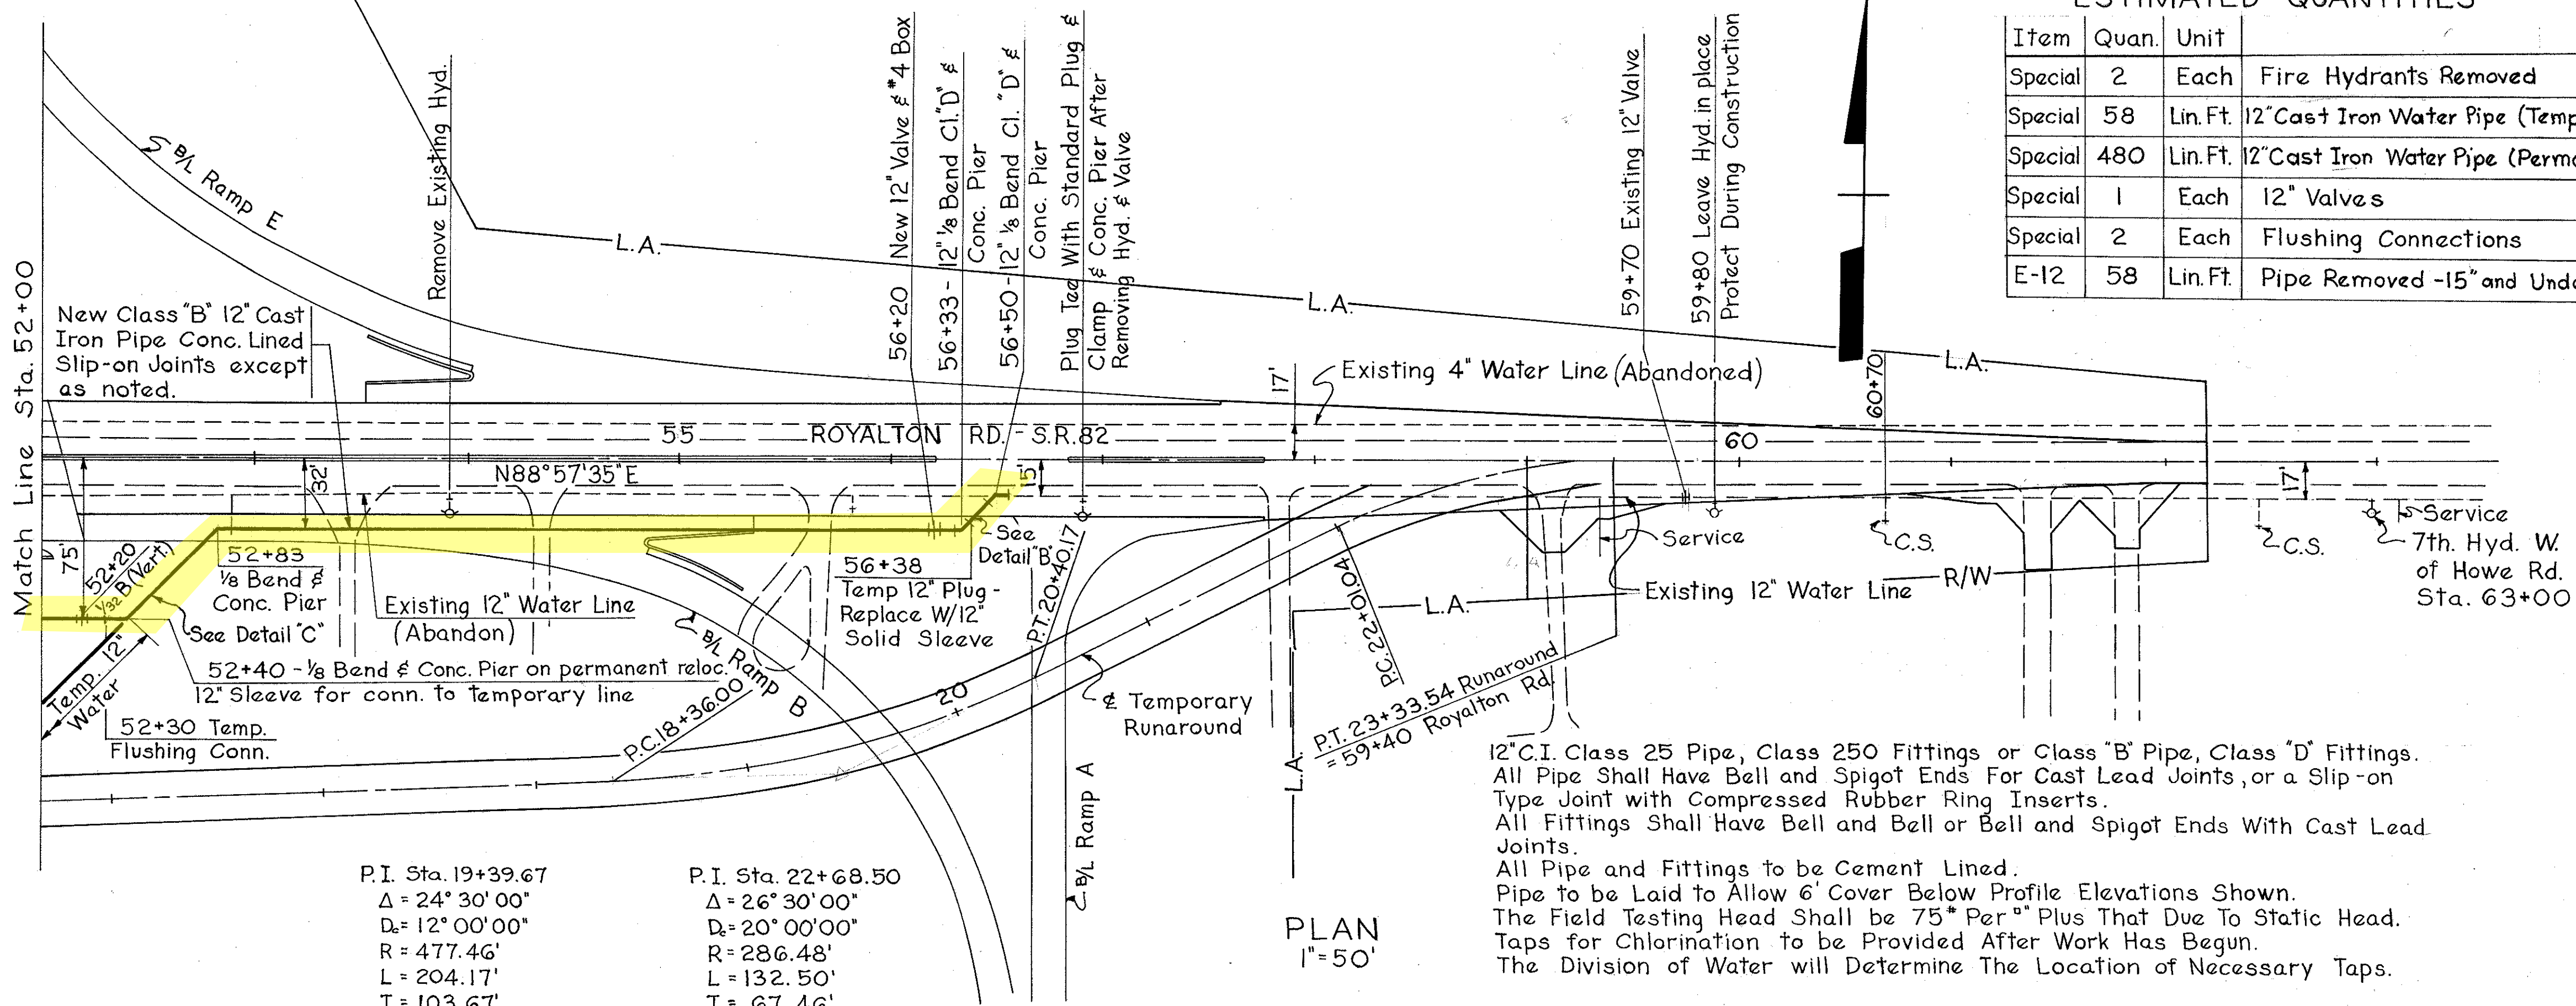 ESTIMATED QUANTITIES
Item Quan. Unit
Special 2 Each Fire Hydrants Removed
Special 58 Lin. Ft. 12" Cast Iron Water Pipe (Temp
Special 480 Lin. Ft. 12" Cast Iron Water Pipe (Perma
Special 1 Each 12" Valves
Special 2 Each Flushing Connections
E-12 58 Lin. Ft. Pipe Removed -15" and Unde
Match Line Sta. 52+00
B/L Ramp E
Remove Existing Hyd.
L.A.
56+20 New 12" Valve & #4 Box
56+33 - 12" 1/8 Bend Cl. "D" &
Conc. Pier
56+50 - 12" 1/8 Bend Cl. "D" &
Conc. Pier
Plug Tee With Standard Plug &
Clamp & Conc. Pier After
Removing Hyd. & Valve
L.A.
59+70 Existing 12" Valve
59+80 Leave Hyd. in place
Protect During Construction
60+70
L.A.
New Class "B" 12" Cast
Iron Pipe Conc. Lined
Slip-on Joints except
as noted.
17'
Existing 4" Water Line (Abandoned)
55 ROYALTON RD. - S.R. 82 60
N88°57'35"E
32'
5'
17'
75'
52+20
1/32 B (Vert.)
52+83
1/8 Bend &
Conc. Pier
See Detail "C"
Existing 12" Water Line
(Abandon)
52+40 - 1/8 Bend & Conc. Pier on permanent reloc.
12" Sleeve for conn. to temporary line
Temp. 12"
Water
52+30 Temp.
Flushing Conn.
See
Detail "B"
56+38
Temp 12" Plug -
Replace W/12"
Solid Sleeve
P.T. 20+40.17
P.C. 22+01.04
Service
Existing 12" Water Line
C.S.
R/W
C.S.
Service
7th. Hyd. W.
of Howe Rd.
Sta. 63+00
L.A.
B/L Ramp B
P.C. 18+36.00
20
℄ Temporary
Runaround
P.T. 23+33.54 Runaround
= 59+40 Royalton Rd.
L.A.
B/L Ramp A
12" C.I. Class 25 Pipe, Class 250 Fittings or Class "B" Pipe, Class "D" Fittings.
All Pipe Shall Have Bell and Spigot Ends For Cast Lead Joints, or a Slip-on
Type Joint with Compressed Rubber Ring Inserts.
All Fittings Shall Have Bell and Bell or Bell and Spigot Ends With Cast Lead
Joints.
All Pipe and Fittings to be Cement Lined.
Pipe to be Laid to Allow 6' Cover Below Profile Elevations Shown.
The Field Testing Head Shall be 75# Per □" Plus That Due To Static Head.
Taps for Chlorination to be Provided After Work Has Begun.
The Division of Water will Determine The Location of Necessary Taps.
P.I. Sta. 19+39.67
Δ = 24° 30' 00"
Dc = 12° 00' 00"
R = 477.46'
L = 204.17'
T = 103.67'
P.I. Sta. 22+68.50
Δ = 26° 30' 00"
Dc = 20° 00' 00"
R = 286.48'
L = 132.50'
T = 67.46'
PLAN
1" = 50'